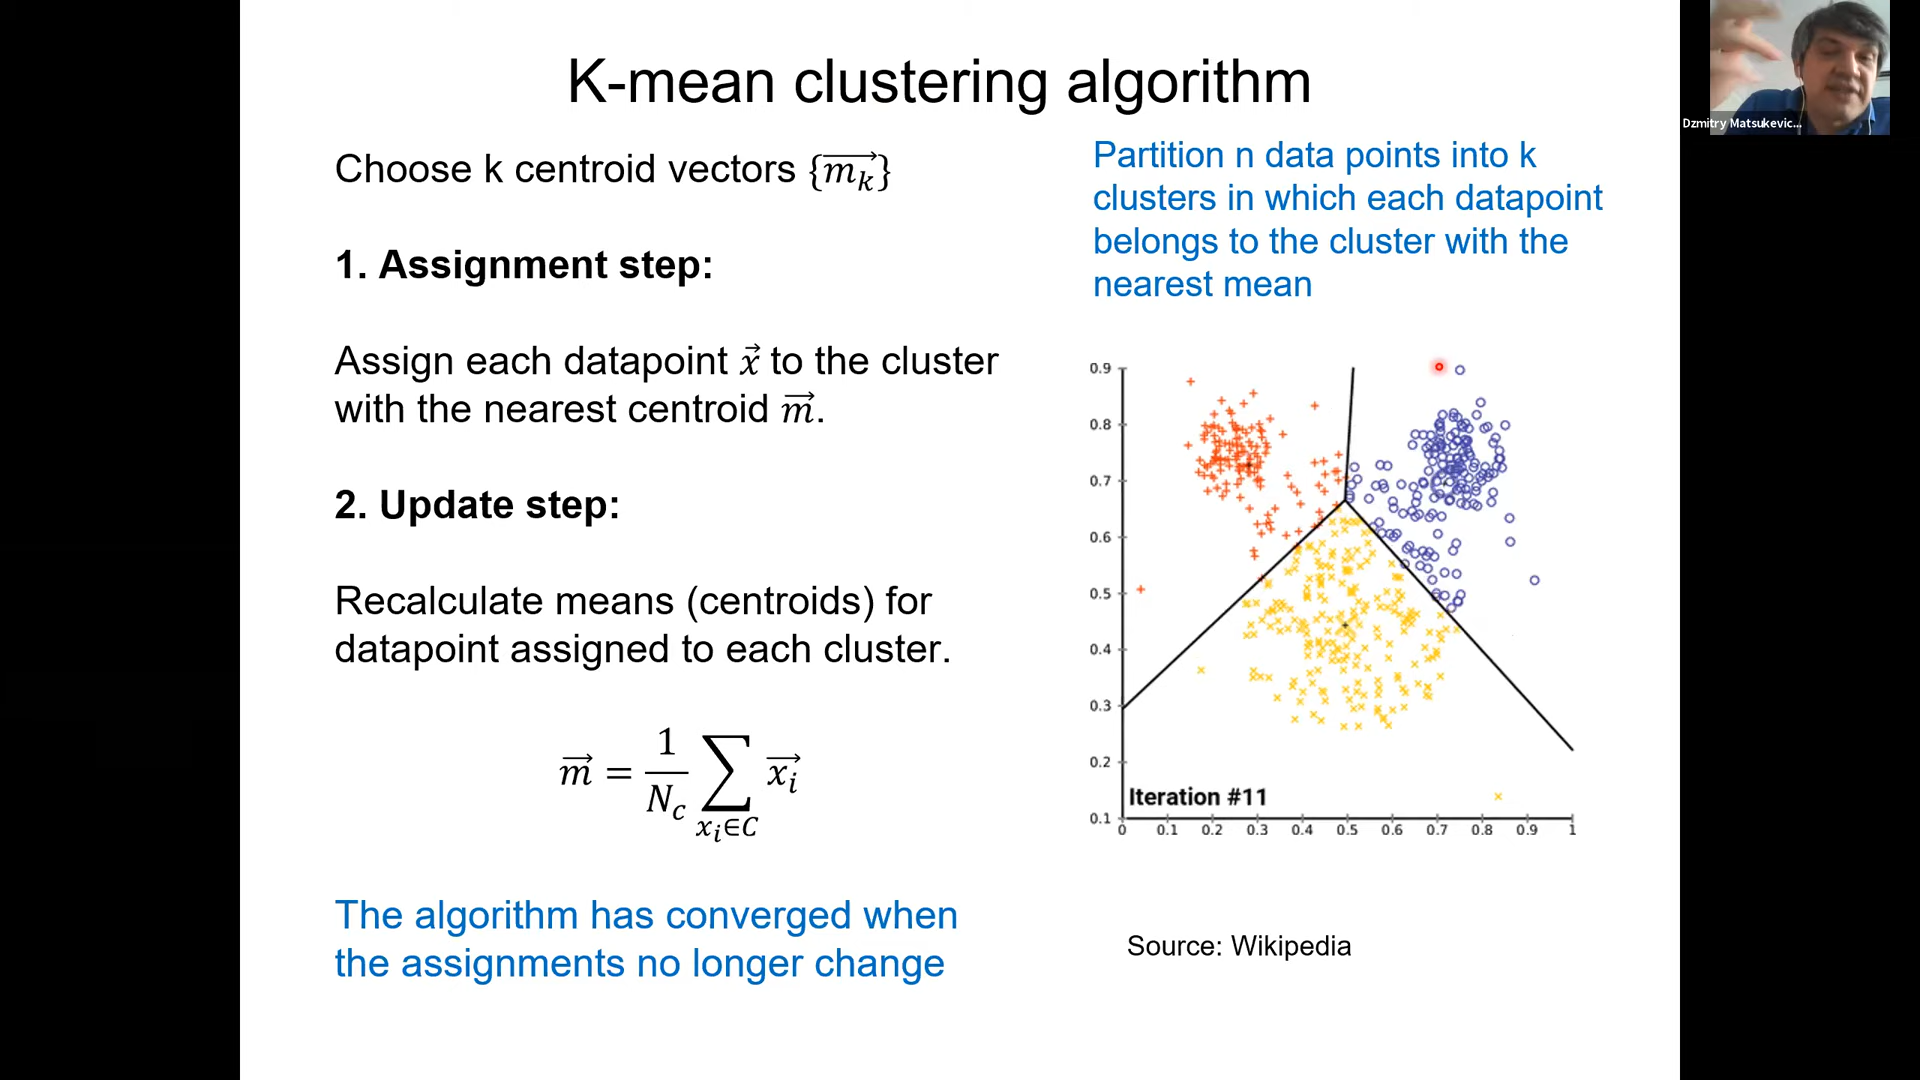 K-mean clustering algorithm
Choose k centroid vectors {m_k}
1. Assignment step:
Assign each datapoint x⃗ to the cluster
with the nearest centroid m⃗.
2. Update step:
Recalculate means (centroids) for
datapoint assigned to each cluster.
m⃗ = 1/N_c ∑_{x_i∈C} x⃗_i
The algorithm has converged when
the assignments no longer change
Partition n data points into k
clusters in which each datapoint
belongs to the cluster with the
nearest mean
0.9
0.8
0.7
0.6
0.5
0.4
0.3
0.2
0.1
Iteration #11
0 0.1 0.2 0.3 0.4 0.5 0.6 0.7 0.8 0.9 1
Source: Wikipedia
Dzmitry Matsukevic...